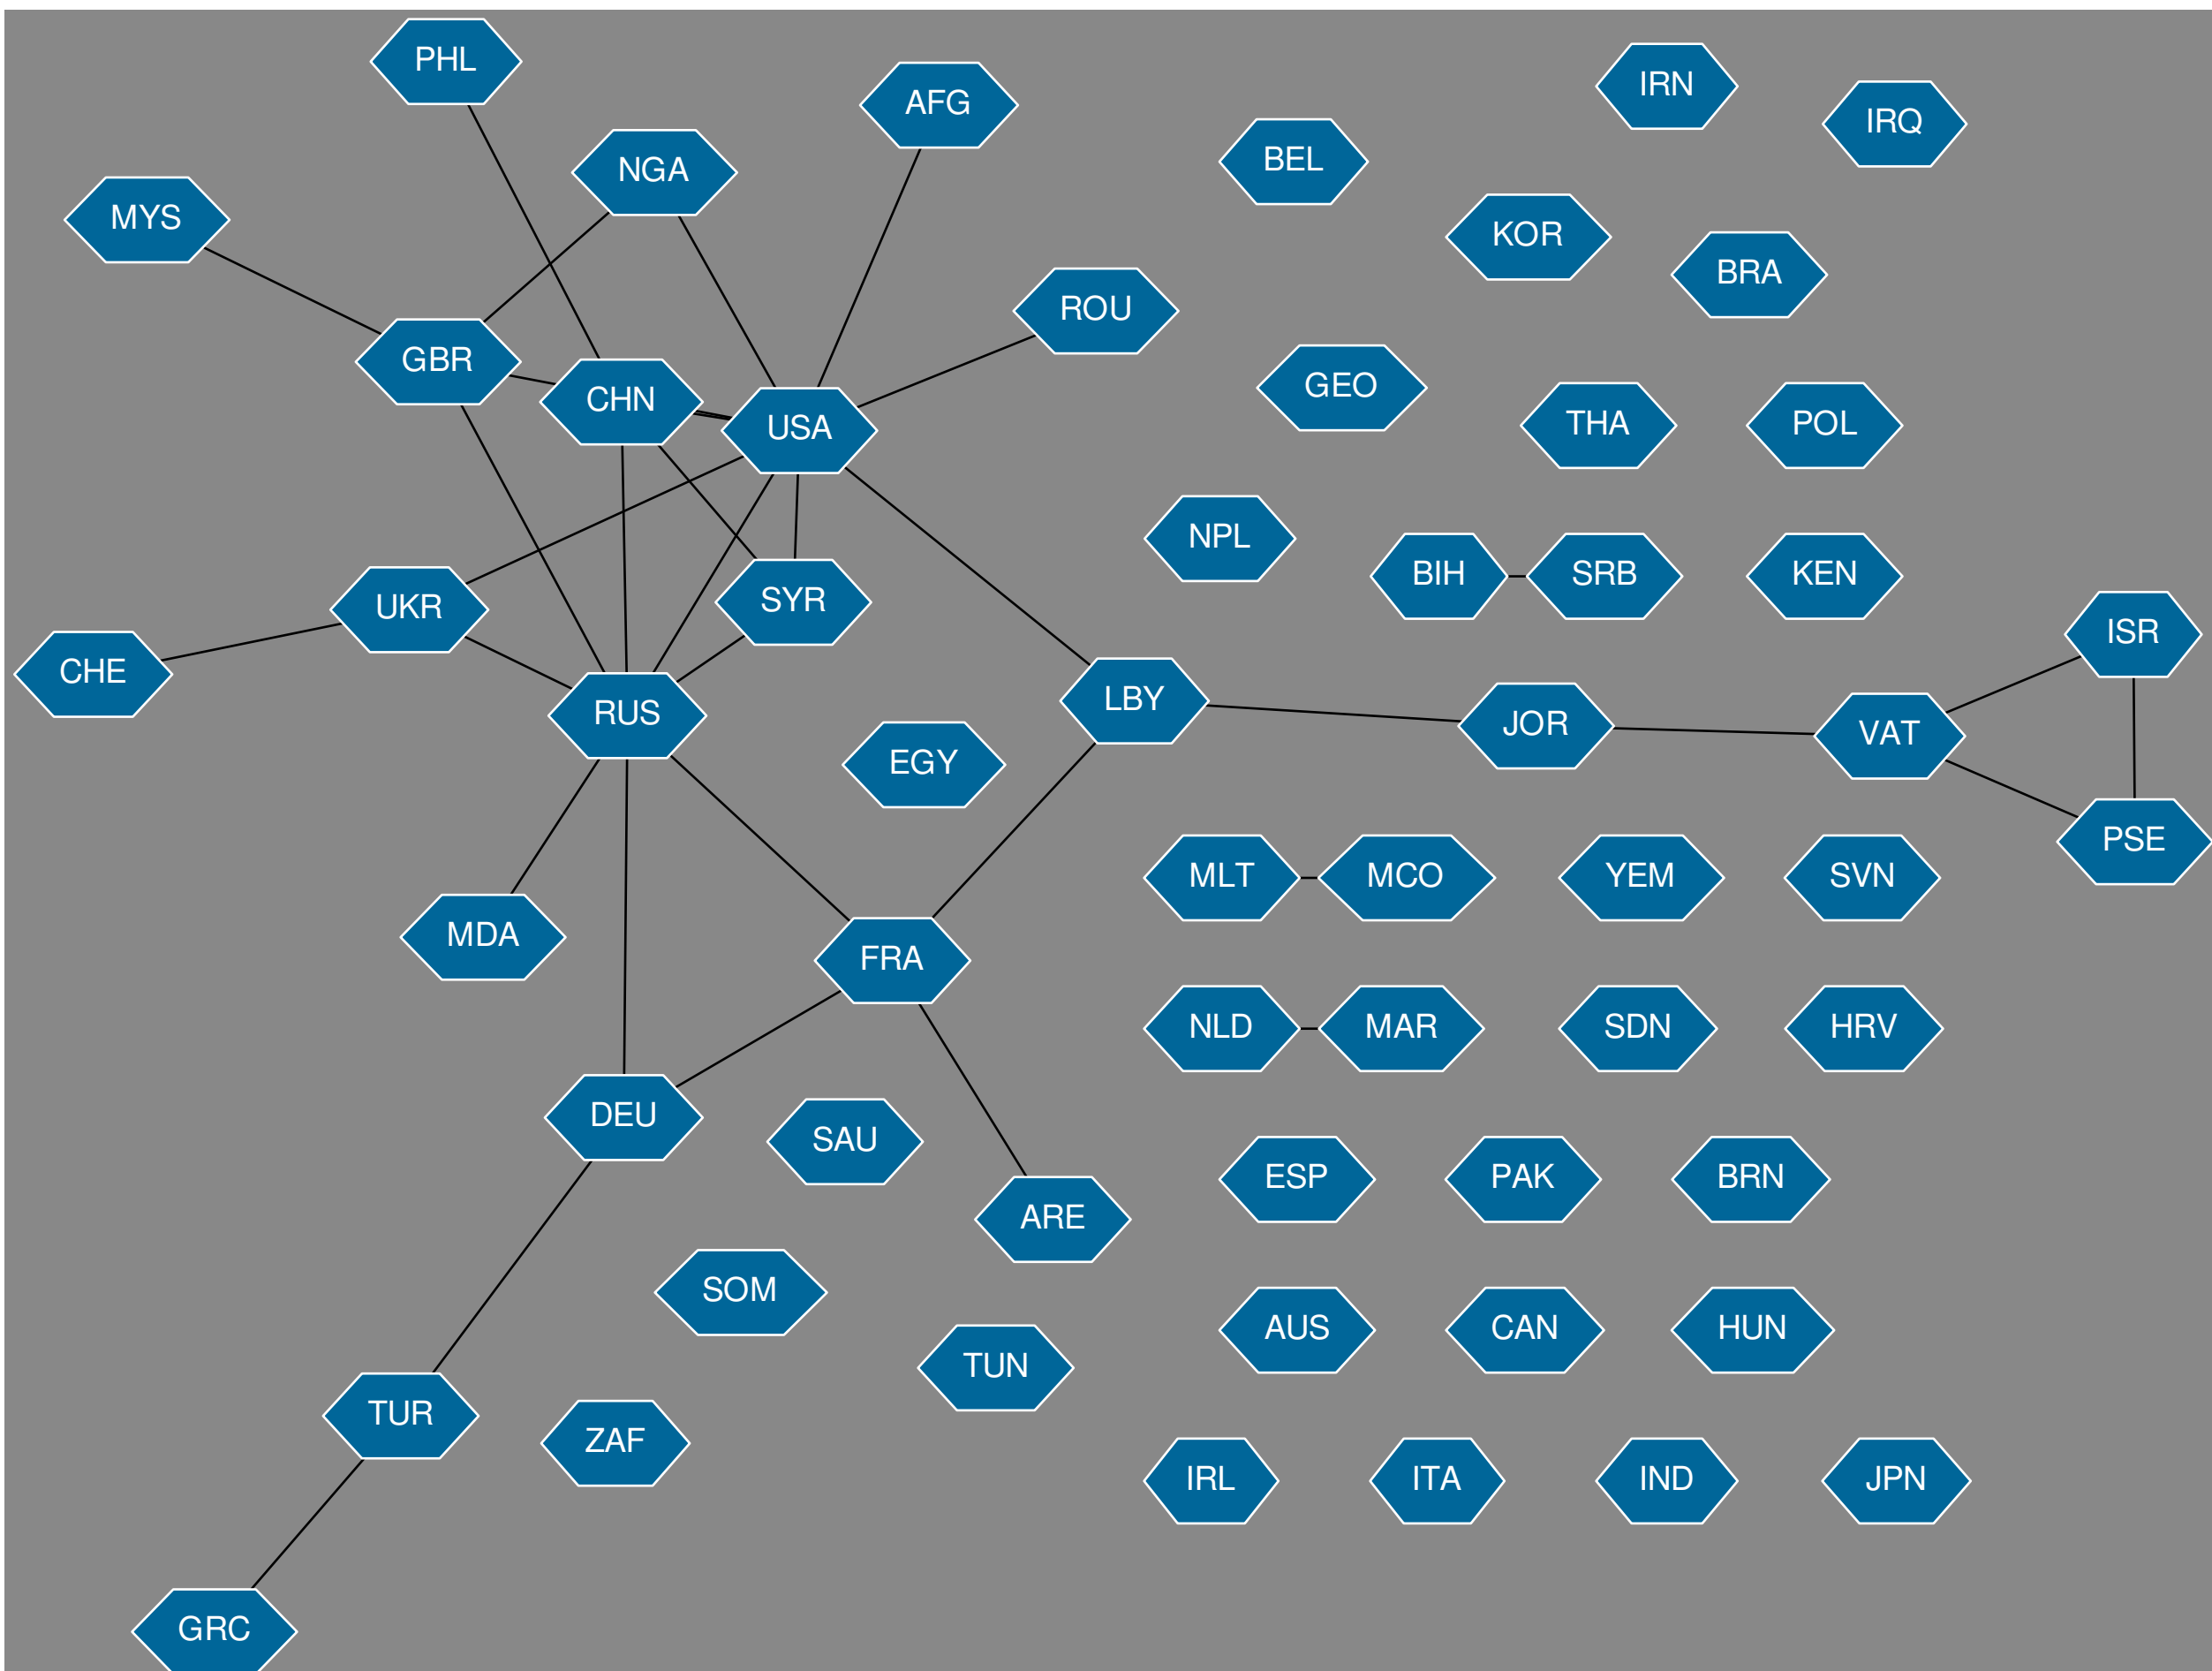 PHL
IRN
AFG
IRQ
BEL
NGA
MYS
KOR
BRA
ROU
GBR
GEO
CHN
THA
POL
USA
NPL
BIH
SRB
KEN
SYR
UKR
ISR
CHE
LBY
RUS
JOR
VAT
EGY
PSE
MLT
MCO
YEM
SVN
MDA
FRA
NLD
MAR
SDN
HRV
DEU
SAU
ESP
PAK
BRN
ARE
SOM
AUS
CAN
HUN
TUN
TUR
ZAF
IRL
ITA
IND
JPN
GRC